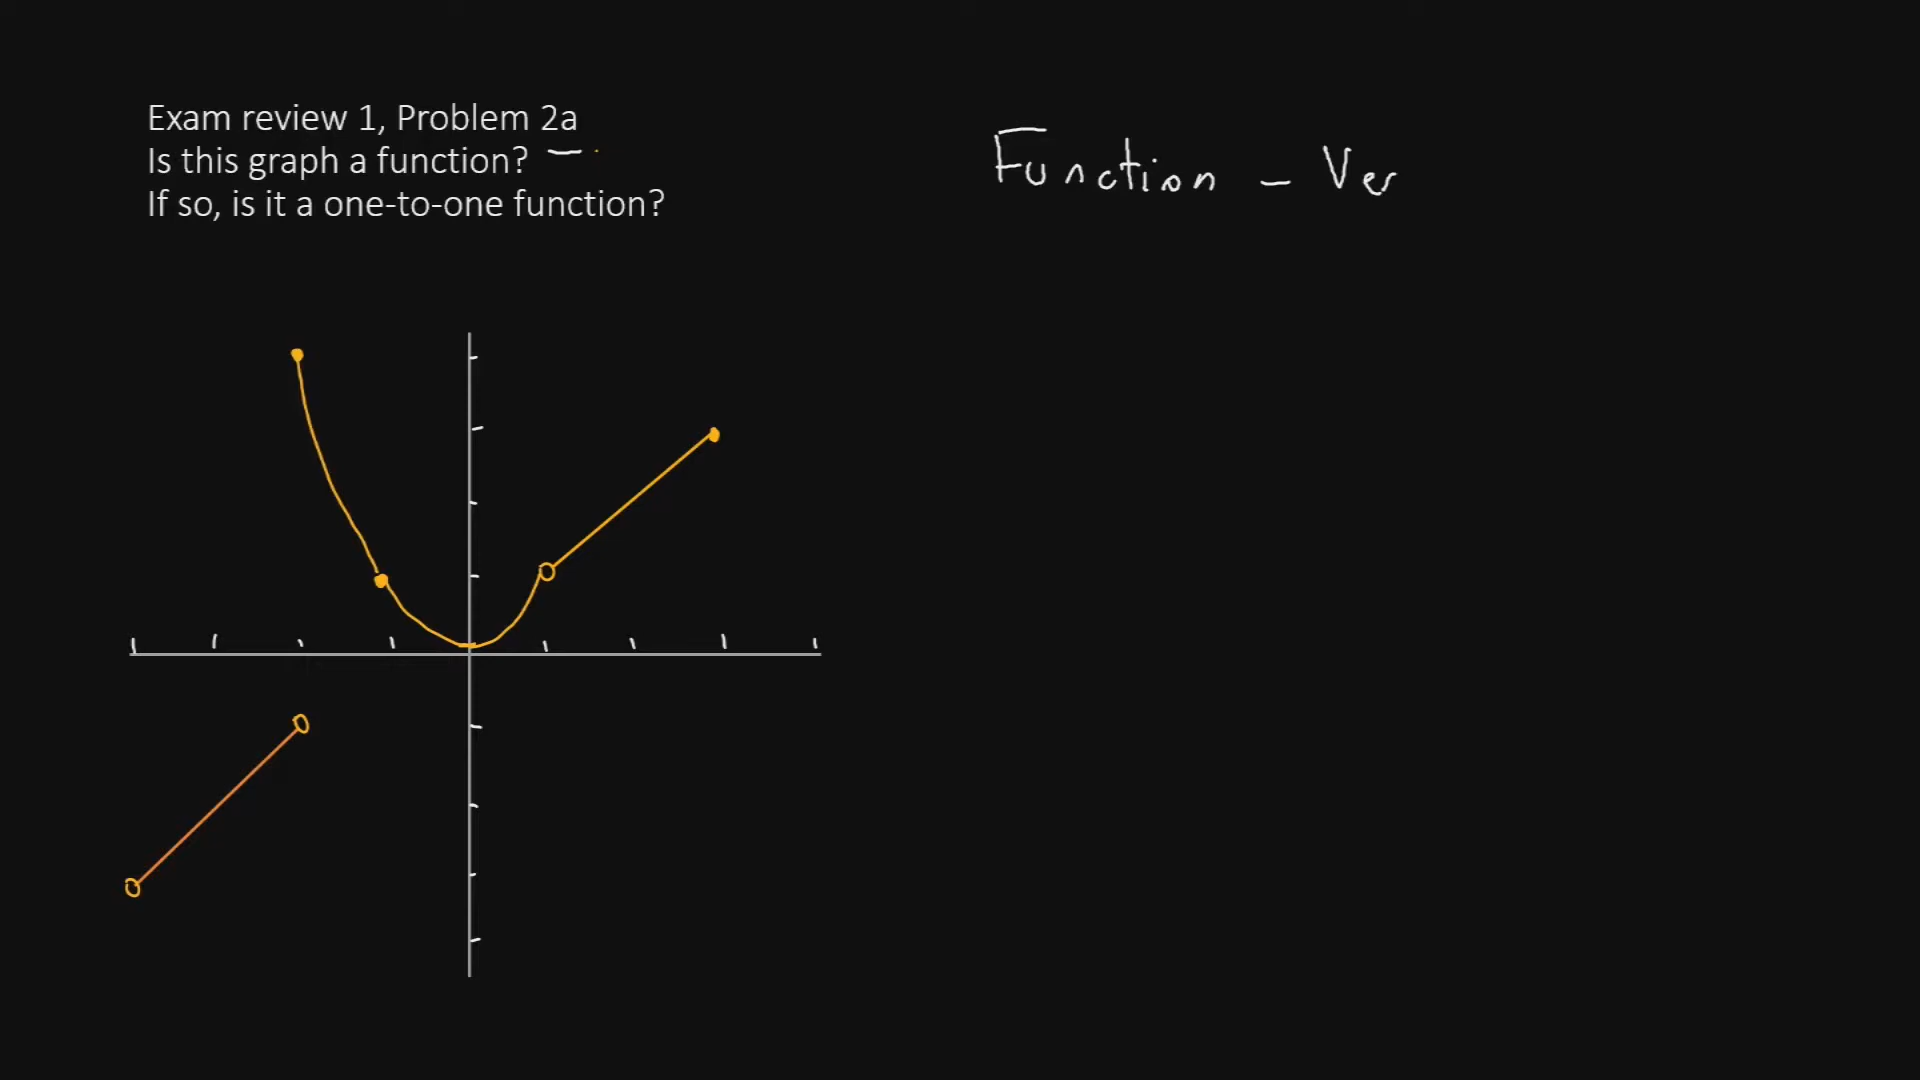 Exam review 1, Problem 2a
Is this graph a function?
If so, is it a one-to-one function?
Function - Ver